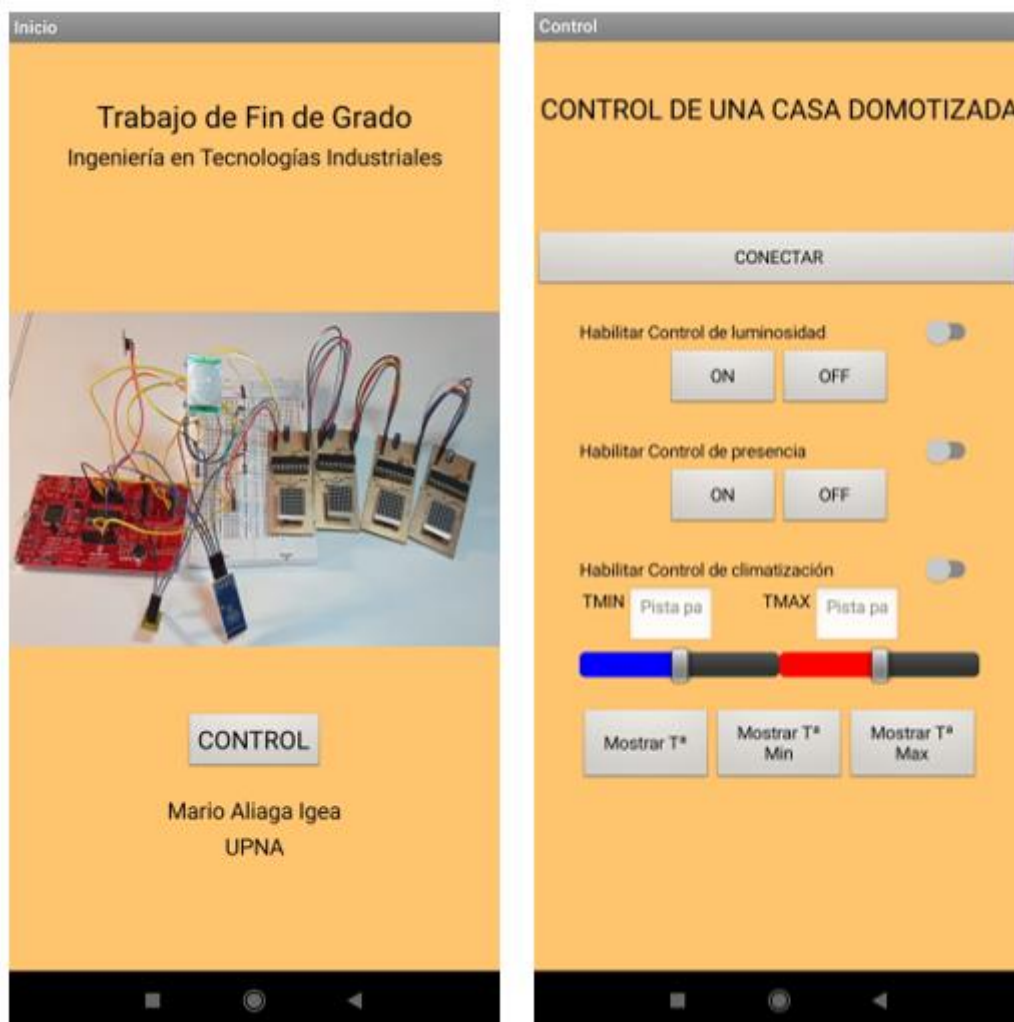 Inicio
Trabajo de Fin de Grado
Ingeniería en Tecnologías Industriales
CONTROL
Mario Aliaga Igea
UPNA
Control
CONTROL DE UNA CASA DOMOTIZADA
CONECTAR
Habilitar Control de luminosidad
ON OFF
Habilitar Control de presencia
ON OFF
Habilitar Control de climatización
TMIN Pista pa TMAX Pista pa
Mostrar Tª
Mostrar Tª
Min
Mostrar Tª
Max